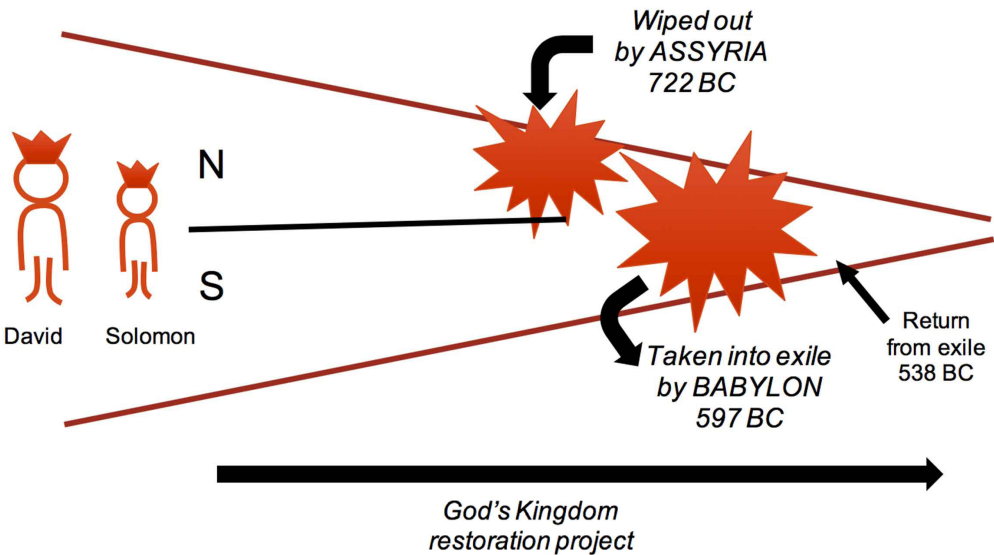 Wiped out
by ASSYRIA
722 BC
N
S
David
Solomon
Taken into exile
by BABYLON
597 BC
Return
from exile
538 BC
God’s Kingdom
restoration project